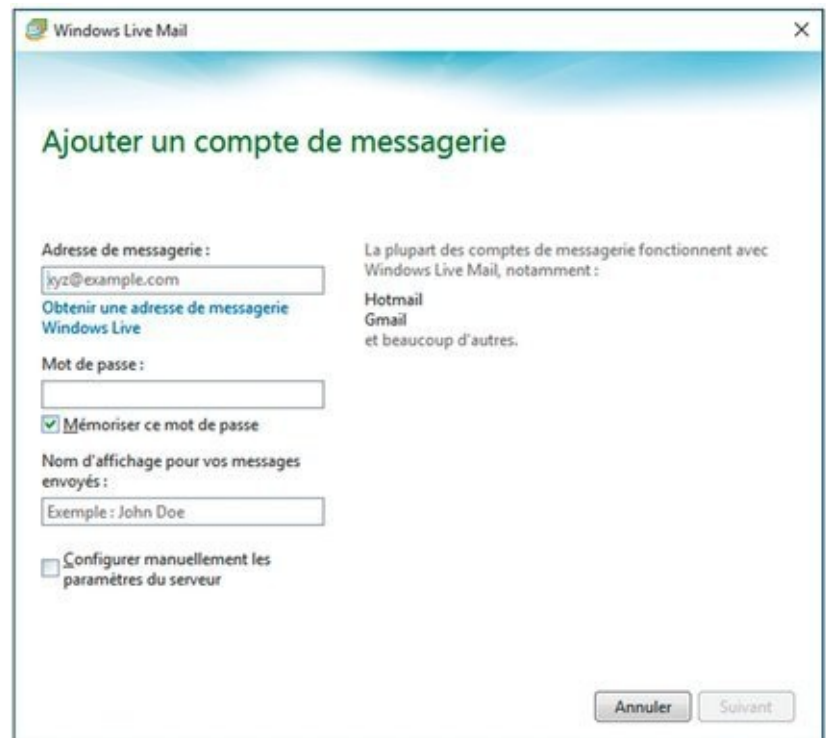 Windows Live Mail
Ajouter un compte de messagerie
Adresse de messagerie :
xyz@example.com
Obtenir une adresse de messagerie
Windows Live
Mot de passe :
Mémoriser ce mot de passe
Nom d'affichage pour vos messages
envoyés :
Exemple : John Doe
Configurer manuellement les
paramètres du serveur
La plupart des comptes de messagerie fonctionnent avec
Windows Live Mail, notamment :
Hotmail
Gmail
et beaucoup d'autres.
Annuler
Suivant